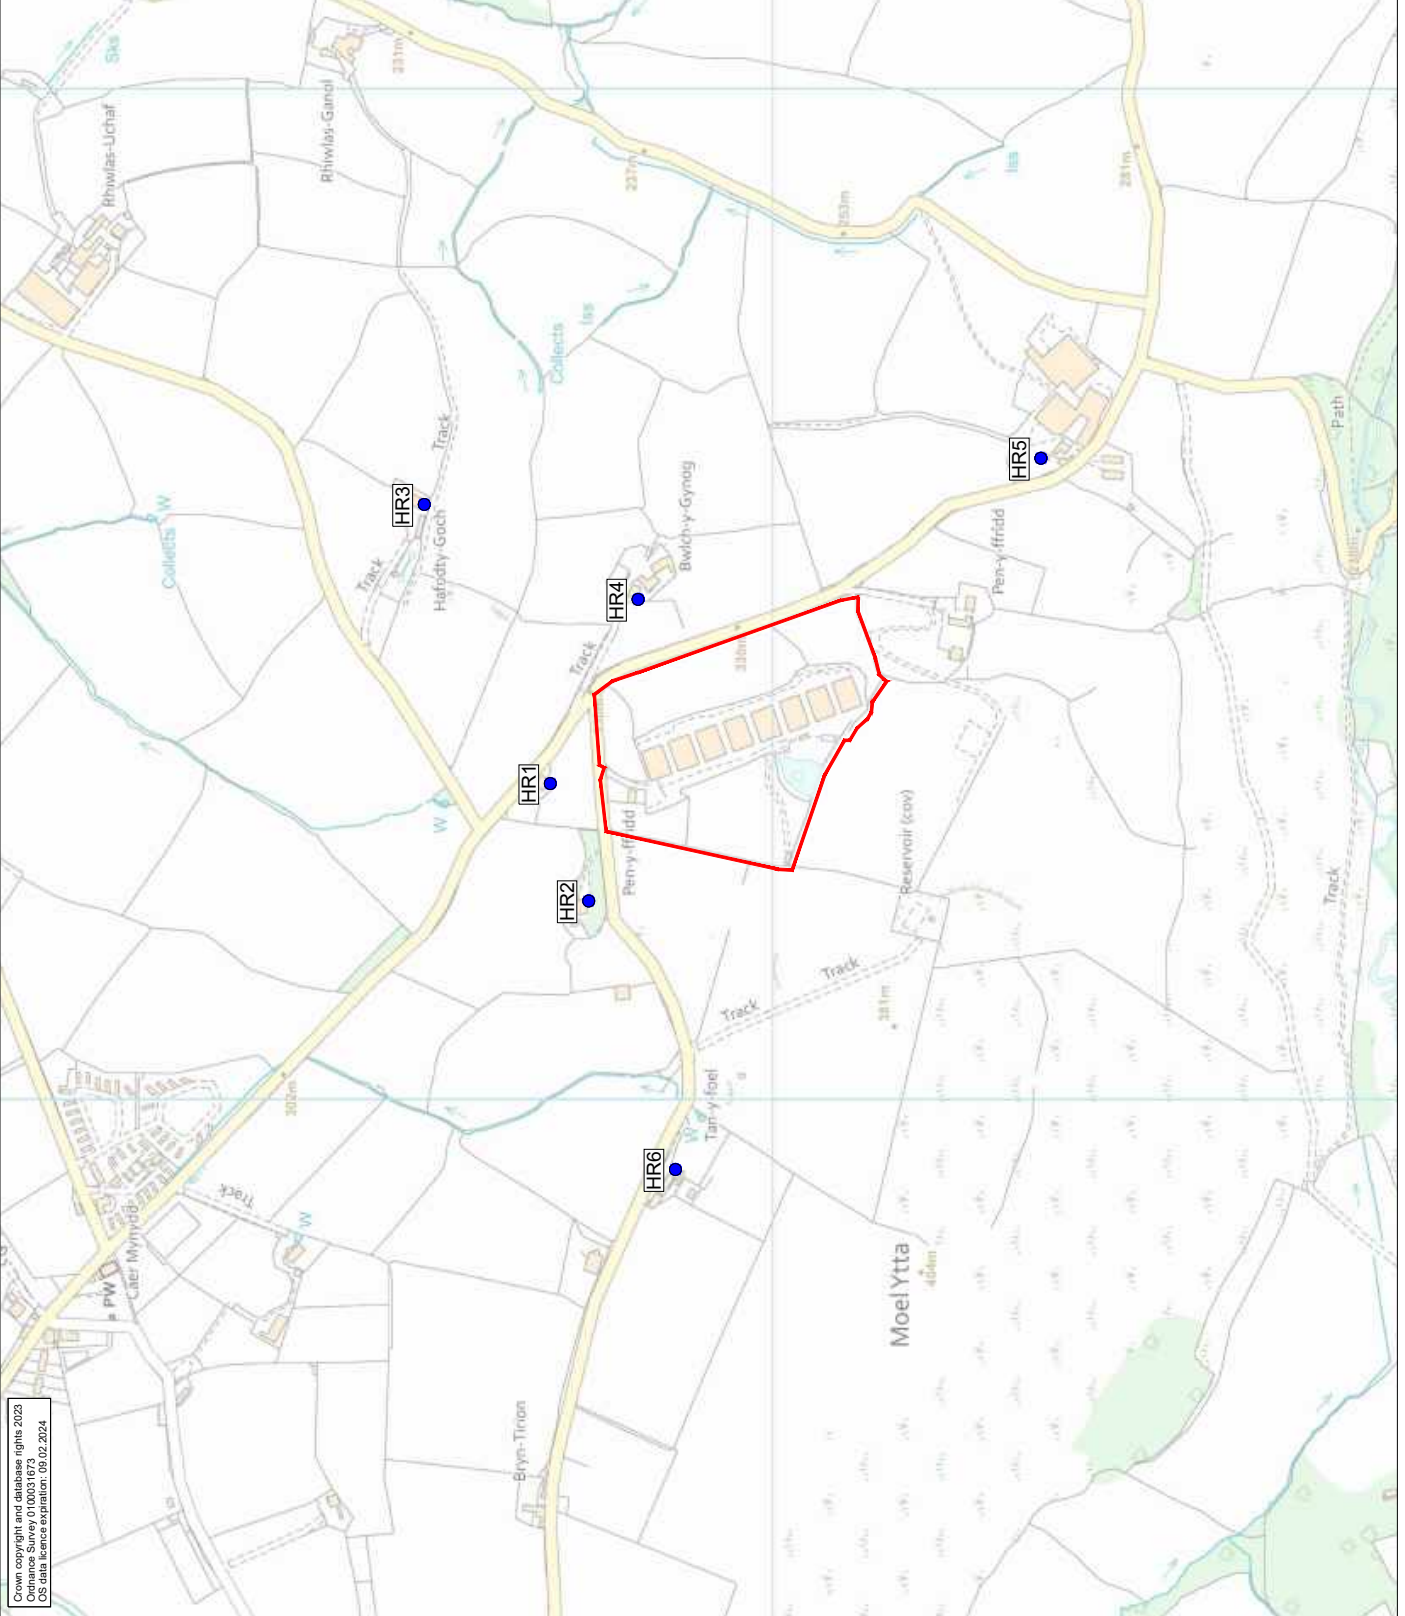 Crown copyright and database rights 2023
Ordnance Survey 0100031673
OS data licence expiration: 09.02.2024
PW
Caer Mynydd
Track
W
302m
Bryn-Tirion
Moel Ytta
404m
HR6
W
Tan-y-foel
Track
Track
381m
Reservoir (cov)
Track
HR2
Pen-y-ffridd
HR1
W
Collects
W
Track
HR3
Hafodty-Goch
Track
HR4
Track
Bwlch-y-Gynog
330m
Pen-y-ffridd
HR5
Path
Collects
Iss
Rhiwlas-Uchaf
Sks
Rhiwlas-Ganol
231m
237m
253m
Iss
281m